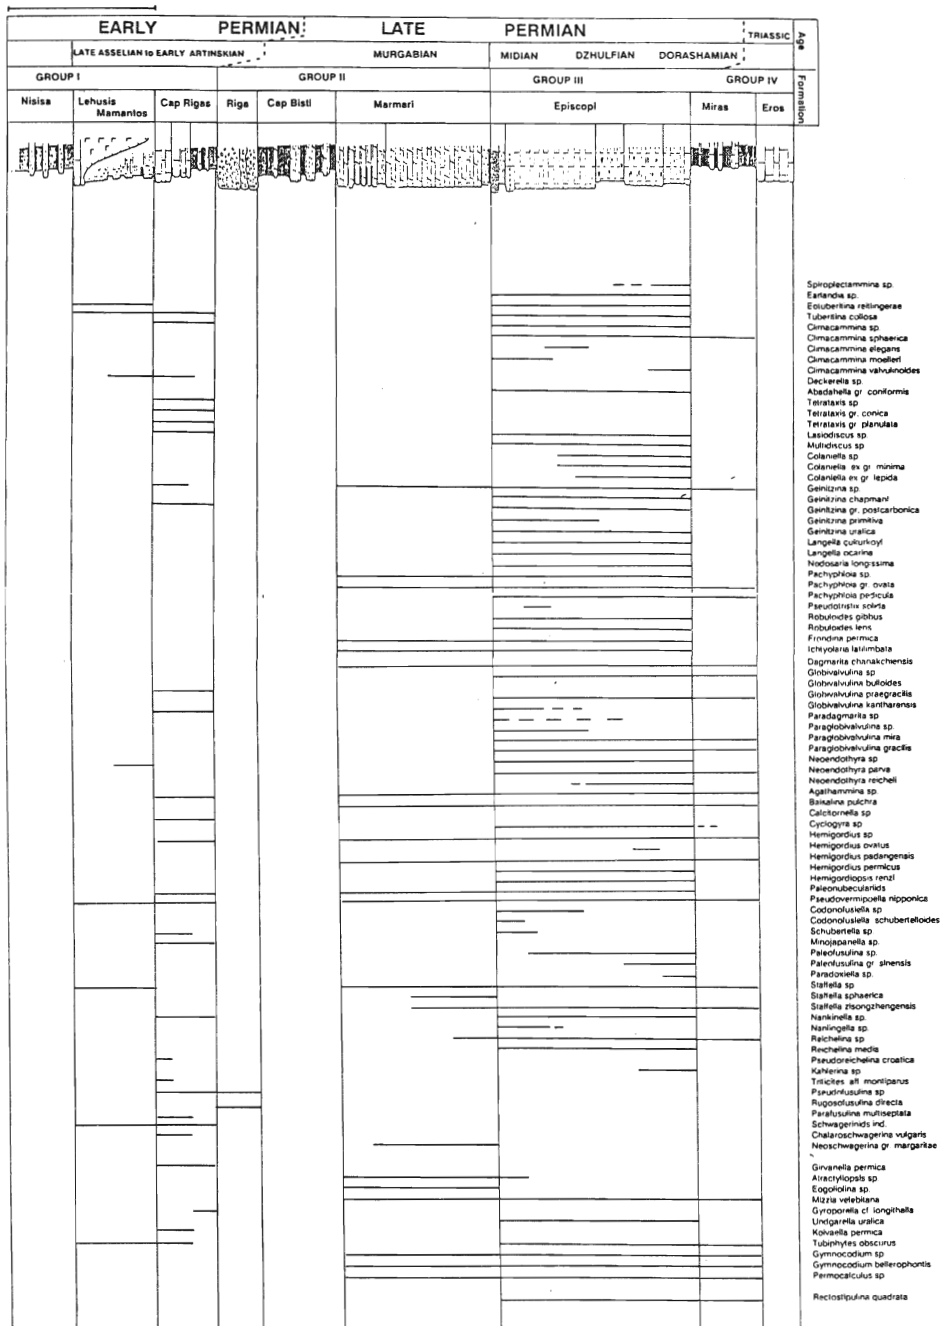 EARLY PERMIAN LATE PERMIAN
TRIASSIC
Age
LATE ASSELIAN to EARLY ARTINSKIAN MURGABIAN MIDIAN DZHULFIAN DORASHAMIAN
GROUP I GROUP II GROUP III GROUP IV
Formation
Nisisa Lehusis Mamantos Cap Rigas Riga Cap Bisti Marmari Episcopi Miras Eros
Spiroplectammina sp.
Earlandia sp.
Eotuberitina reitlingerae
Tuberitina collosa
Climacammina sp.
Climacammina sphaerica
Climacammina elegans
Climacammina moelleri
Climacammina valvulinoides
Deckerella sp.
Abadahella gr coniformis
Tetrataxis sp
Tetrataxis gr. conica
Tetrataxis gr planulata
Lasiodiscus sp.
Multidiscus sp
Colaniella sp
Colaniella ex gr minima
Colaniella ex gr lepida
Geinitzina sp.
Geinitzina chapmani
Geinitzina gr. postcarbonica
Geinitzina primitiva
Geinitzina uralica
Langella cukurkoyi
Langella ocarina
Nodosaria longissima
Pachyphloia sp.
Pachyphloia gr. ovata
Pachyphloia pedicula
Pseudotristix solida
Robuloides gibbus
Robuloides lens
Frondina permica
Ichtyolaria latilimbata
Dagmarita chanakchiensis
Globivalvulina sp
Globivalvulina bulloides
Globivalvulina praegracilis
Globivalvulina kantharensis
Paradagmarita sp
Paraglobivalvulina sp.
Paraglobivalvulina mira
Paraglobivalvulina gracilis
Neoendothyra sp
Neoendothyra parva
Neoendothyra reicheli
Agathammina sp.
Baisalina pulchra
Calcitornella sp
Cyclogyra sp
Hemigordius sp
Hemigordius ovatus
Hemigordius padangensis
Hemigordius permicus
Hemigordiopsis renzi
Paleonubeculariids
Pseudovermiporella nipponica
Codonofusiella sp
Codonofusiella schubertelloides
Schubertella sp
Minojapanella sp.
Paleofusulina sp.
Paleofusulina gr sinensis
Paradoxiella sp.
Staffella sp
Staffella sphaerica
Staffella zisongzhengensis
Nankinella sp.
Nanlingella sp.
Reichelina sp
Reichelina media
Pseudoreichelina croatica
Kahlerina sp
Triticites aff montiparus
Pseudofusulina sp
Rugosofusulina directa
Parafusulina multiseptata
Schwagerinids ind.
Chalaroschwagerina vulgaris
Neoschwagerina gr. margaritae
Girvanella permica
Atractyliopsis sp
Eogoliolina sp.
Mizzia velebitana
Gyroporella cf longithalla
Ungdarella uralica
Koivaella permica
Tubiphytes obscurus
Gymnocodium sp
Gymnocodium bellerophontis
Permocalculus sp
Rectostipulina quadrata